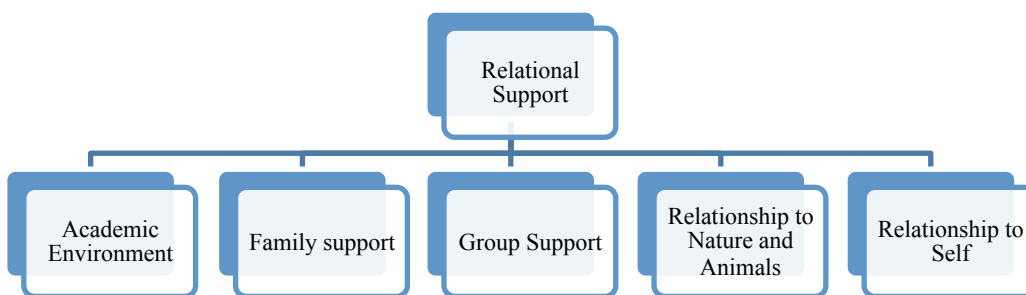 Relational
Support
Academic
Environment
Family support
Group Support
Relationship to
Nature and
Animals
Relationship to
Self